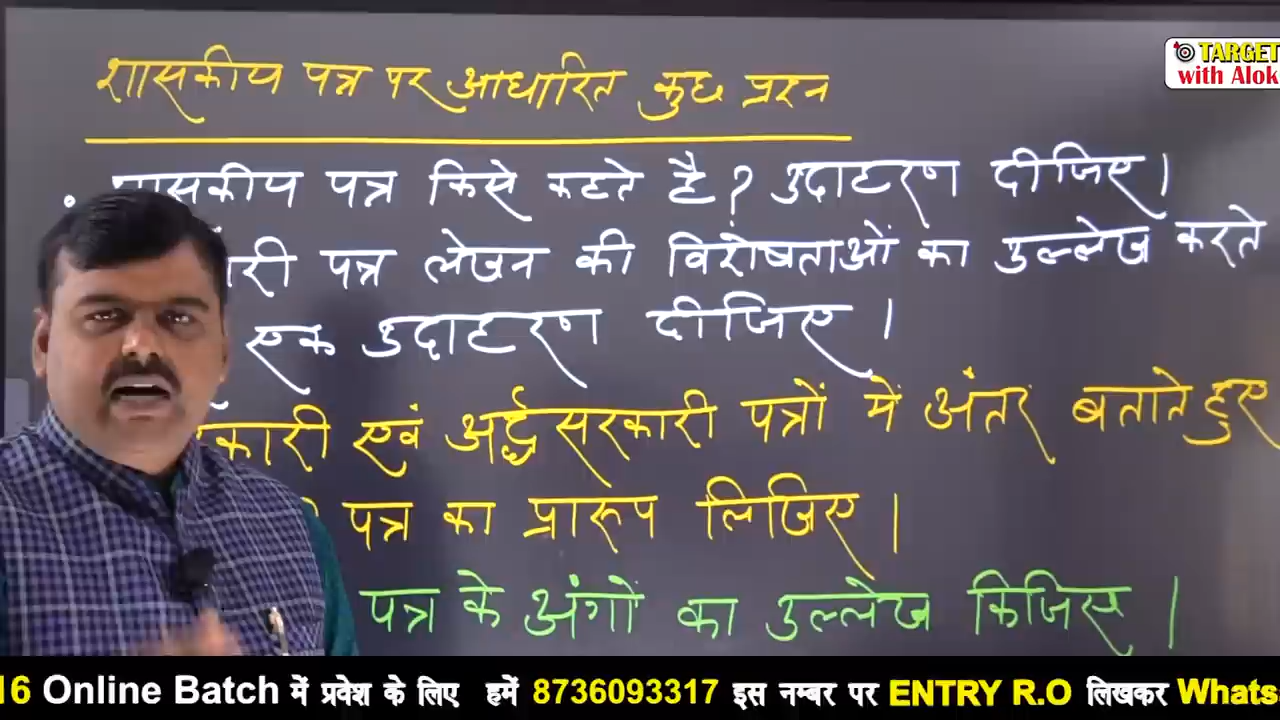 शासकीय पत्र पर आधारित कुछ प्रश्न
TARGET
with Alok
शासकीय पत्र किसे कहते है? उदाहरण दीजिए।
पत्र लेखन की विशेषताओं का उल्लेख करते
एक उदाहरण दीजिए।
एवं अर्द्धसरकारी पत्रों में अंतर बताते हुए
पत्र का प्रारूप लिखिए।
पत्र के अंगों का उल्लेख किजिए।
16 Online Batch में प्रवेश के लिए हमें 8736093317 इस नम्बर पर ENTRY R.O लिखकर Whats